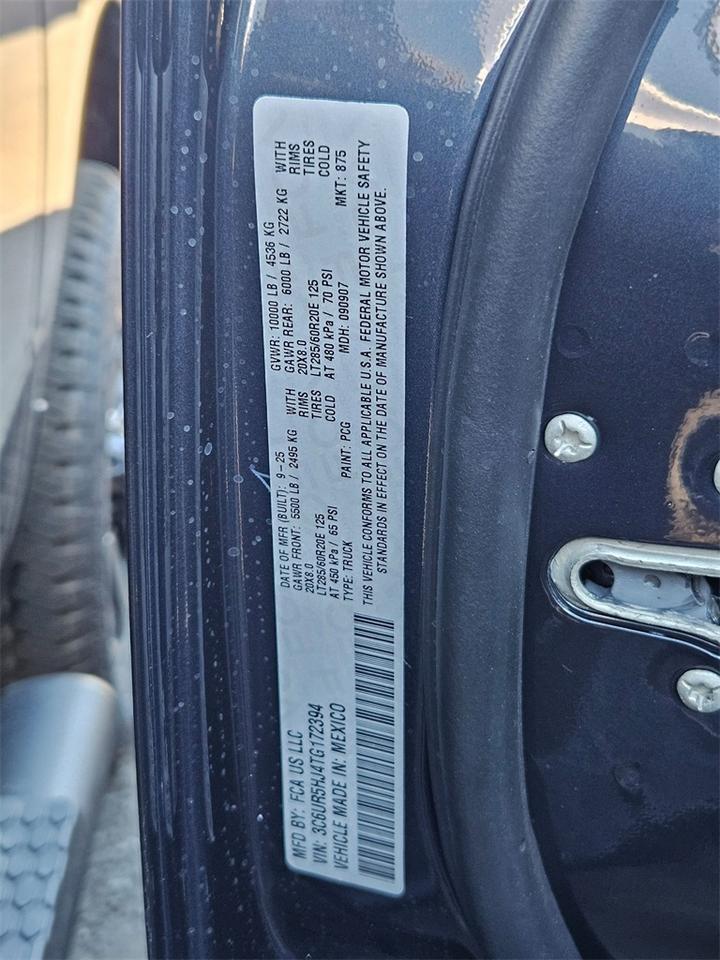 MFD BY: FCA US LLC
VIN: 3C6UR5HJ4TG172394
VEHICLE MADE IN: MEXICO
DATE OF MFR (BUILT): 9-25 GVWR: 10000 LB / 4536 KG
GAWR FRONT: 5500 LB / 2495 KG WITH GAWR REAR: 6000 LB / 2722 KG WITH
20X8.0 RIMS 20X8.0 RIMS
LT285/60R20E 125 TIRES LT285/60R20E 125 TIRES
AT 450 kPa / 65 PSI COLD AT 480 kPa / 70 PSI COLD
TYPE: TRUCK PAINT: PCG MDH: 090907 MKT: 875
THIS VEHICLE CONFORMS TO ALL APPLICABLE U.S.A. FEDERAL MOTOR VEHICLE SAFETY
STANDARDS IN EFFECT ON THE DATE OF MANUFACTURE SHOWN ABOVE.